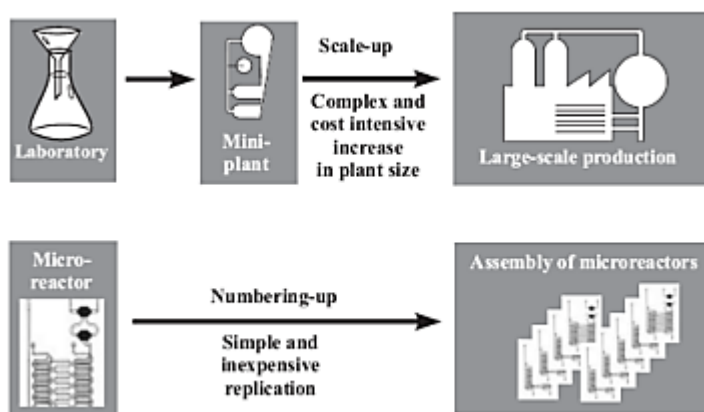 Laboratory
Mini-
plant
Scale-up
Complex and
cost intensive
increase
in plant size
Large-scale production
Micro-
reactor
Numbering-up
Simple and
inexpensive
replication
Assembly of microreactors